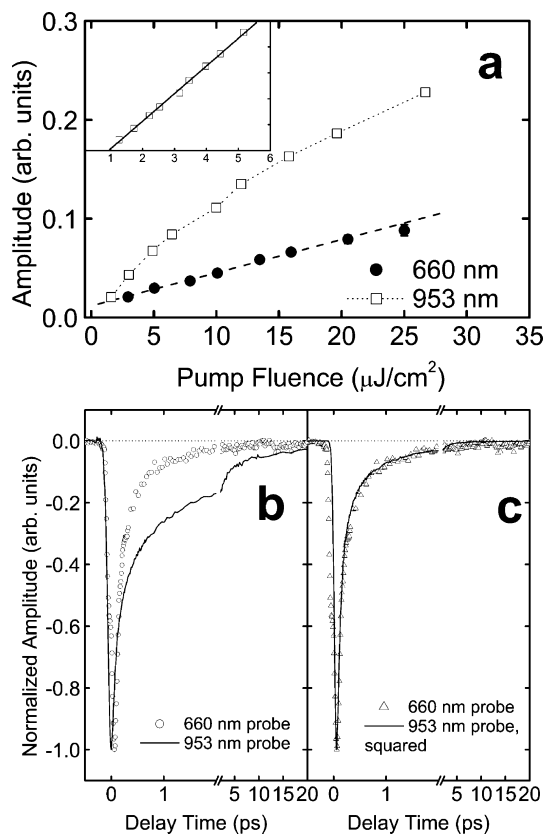 a
0.3
0.2
0.1
0.0
Amplitude (arb. units)
1 2 3 4 5 6
660 nm
953 nm
0 5 10 15 20 25 30 35
Pump Fluence (μJ/cm²)
b
c
0.0
-0.2
-0.4
-0.6
-0.8
-1.0
Normalized Amplitude (arb. units)
660 nm probe
953 nm probe
660 nm probe
953 nm probe,
squared
0 1 5 10 15 20 0 1 5 10 15 20
Delay Time (ps) Delay Time (ps)